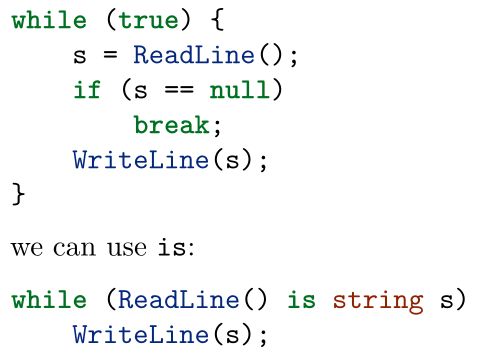 while (true) {
    s = ReadLine();
    if (s == null)
        break;
    WriteLine(s);
}
we can use is:
while (ReadLine() is string s)
    WriteLine(s);